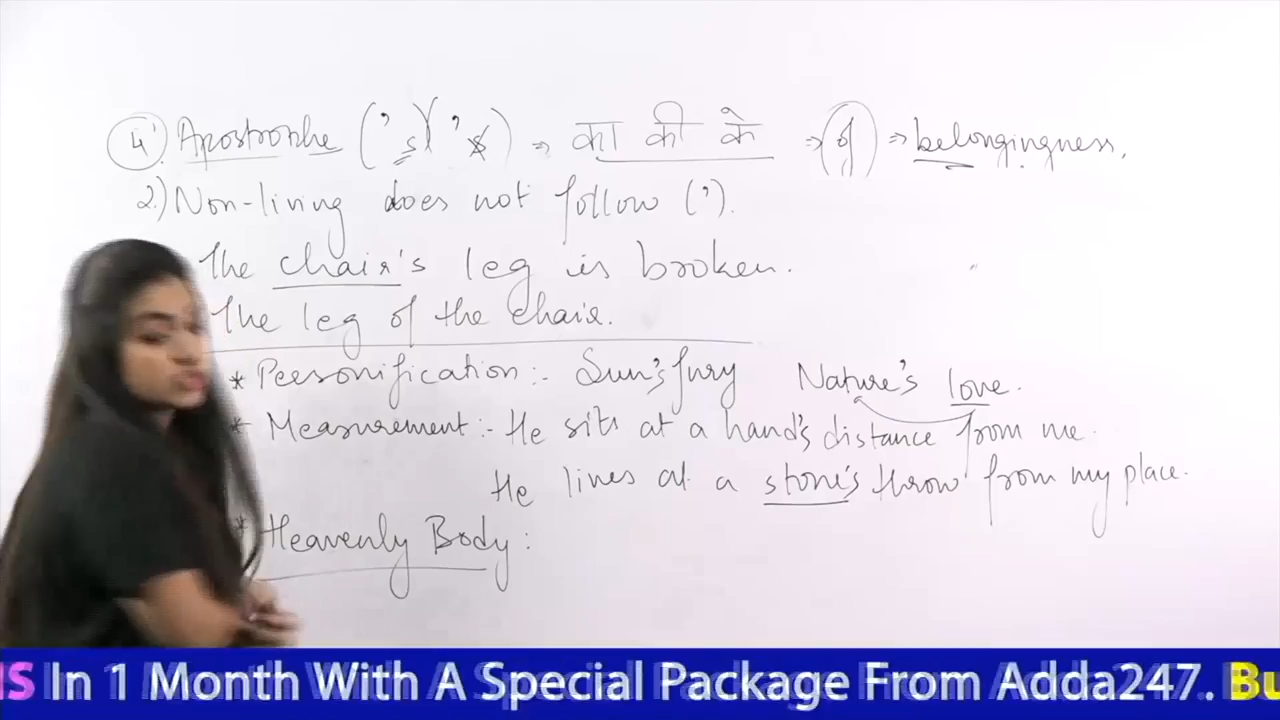 4. Apostrophe ('s) (s') ⇒ का की के ⇒ (of) ⇒ belongingness.
2.) Non-living does not follow (').
The chair's leg is broken.
The leg of the chair.
* Personification:- Sun's fury Nature's love.
* Measurement:- He sits at a hand's distance from me.
He lives at a stone's throw from my place.
* Heavenly Body:
In 1 Month With A Special Package From Adda247.